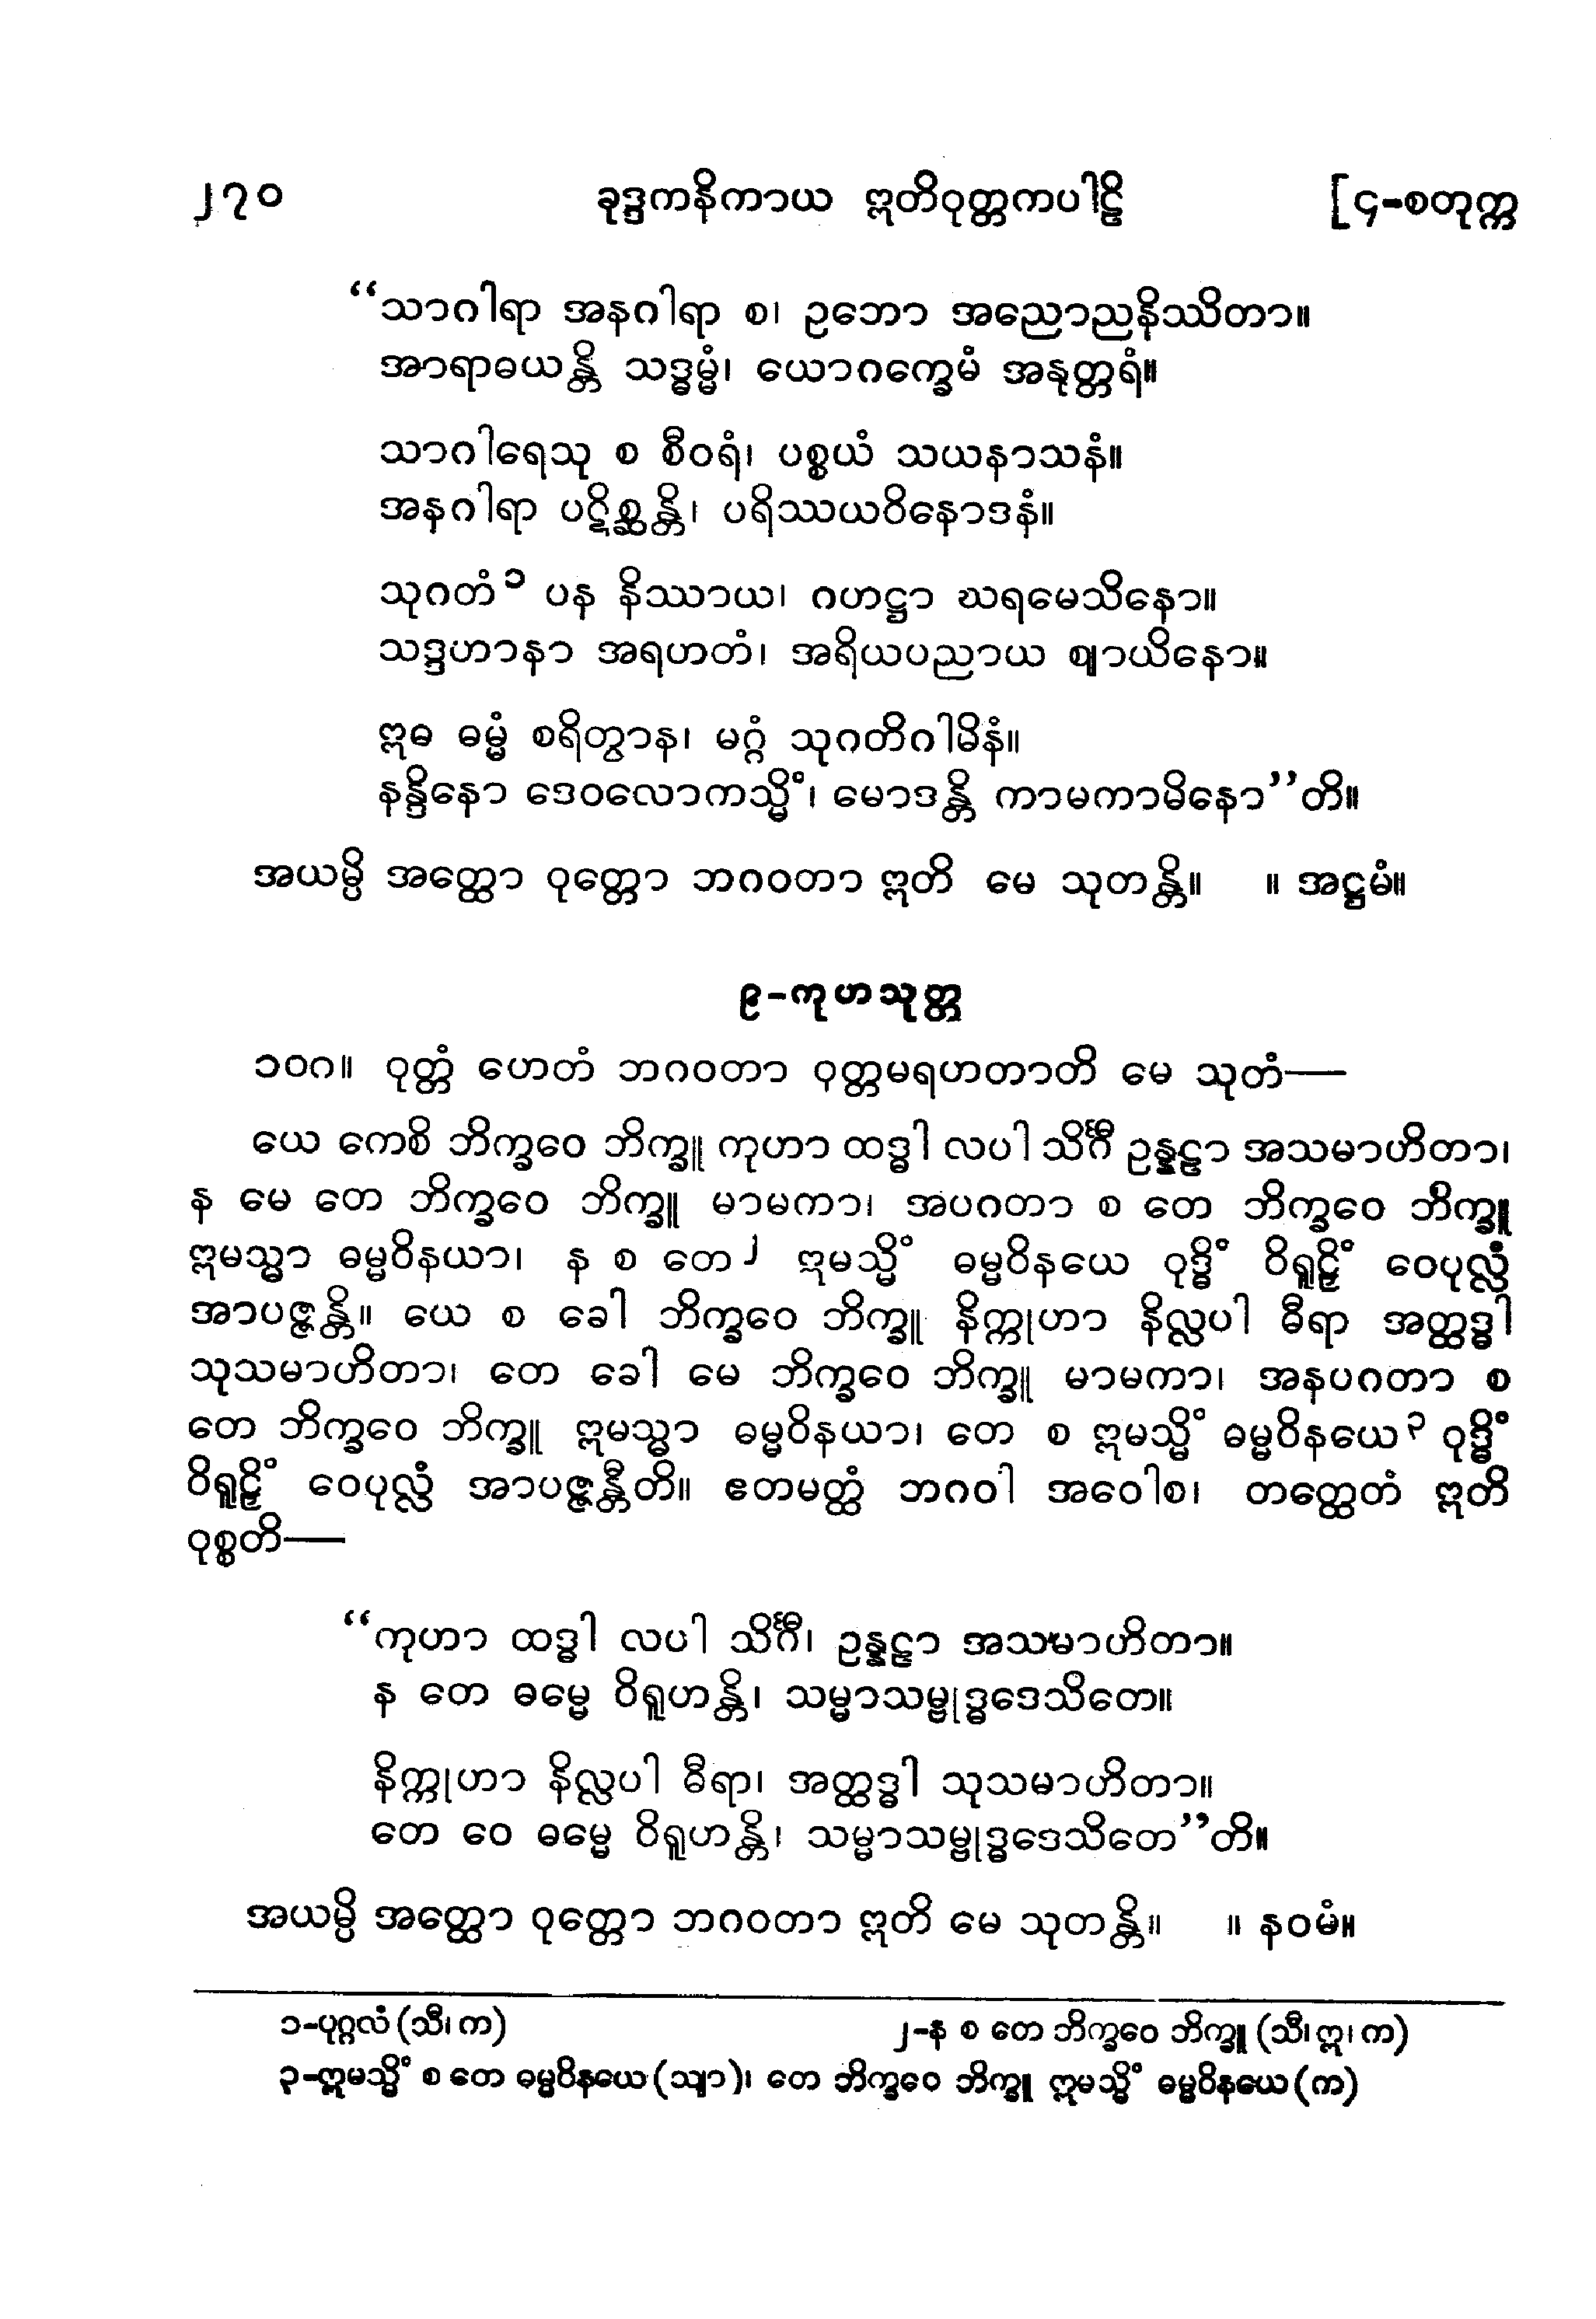 ၂၇၀ ခုဒ္ဒကနိကာယ ဣတိဝုတ္တကပါဠိ [၄-စတုက္က
“သာဂါရာ အနဂါရာ စ၊ ဥဘော အညောညနိဿိတာ။
အာရာဓယန္တိ သဒ္ဓမ္မံ၊ ယောဂက္ခေမံ အနုတ္တရံ။
သာဂါရေသု စ စီဝရံ၊ ပစ္စယံ သယနာသနံ။
အနဂါရာ ပဋိစ္ဆန္တိ၊ ပရိဿယဝိနောဒနံ။
သုဂတံ၁ ပန နိဿာယ၊ ဂဟဋ္ဌာ ဃရမေသိနော။
သဒ္ဒဟာနာ အရဟတံ၊ အရိယပညာယ ဈာယိနော။
ဣဓ ဓမ္မံ စရိတွာန၊ မဂ္ဂံ သုဂတိဂါမိနံ။
နန္ဒိနော ဒေဝလောကသ္မိံ၊ မောဒန္တိ ကာမကာမိနော”တိ။
အယမ္ပိ အတ္ထော ဝုတ္တော ဘဂဝတာ ဣတိ မေ သုတန္တိ။ ။ အဋ္ဌမံ။
၉-ကုဟသုတ္တ
၁၀ဂ။ ဝုတ္တံ ဟေတံ ဘဂဝတာ ဝုတ္တမရဟတာတိ မေ သုတံ—
ယေ ကေစိ ဘိက္ခဝေ ဘိက္ခူ ကုဟာ ထဒ္ဓါ လပါ သိင်္ဂီ ဥန္နဠာ အသမာဟိတာ၊
န မေ တေ ဘိက္ခဝေ ဘိက္ခူ မာမကာ၊ အပဂတာ စ တေ ဘိက္ခဝေ ဘိက္ခူ
ဣမသ္မာ ဓမ္မဝိနယာ၊ န စ တေ၂ ဣမသ္မိံ ဓမ္မဝိနယေ ဝုဒ္ဓိံ ဝိရူဠှိံ ဝေပုလ္လံ
အာပဇ္ဇန္တိ။ ယေ စ ခေါ ဘိက္ခဝေ ဘိက္ခူ နိက္ကုဟာ နိလ္လပါ ဓီရာ အတ္ထဒ္ဓါ
သုသမာဟိတာ၊ တေ ခေါ မေ ဘိက္ခဝေ ဘိက္ခူ မာမကာ၊ အနပဂတာ စ
တေ ဘိက္ခဝေ ဘိက္ခူ ဣမသ္မာ ဓမ္မဝိနယာ၊ တေ စ ဣမသ္မိံ ဓမ္မဝိနယေ၃ ဝုဒ္ဓိံ
ဝိရူဠှိံ ဝေပုလ္လံ အာပဇ္ဇန္တီတိ။ ဧတမတ္ထံ ဘဂဝါ အဝေါစ၊ တတ္ထေတံ ဣတိ
ဝုစ္စတိ—
“ကုဟာ ထဒ္ဓါ လပါ သိင်္ဂီ၊ ဥန္နဠာ အသမာဟိတာ။
န တေ ဓမ္မေ ဝိရူဟန္တိ၊ သမ္မာသမ္ဗုဒ္ဓဒေသိတေ။
နိက္ကုဟာ နိလ္လပါ ဓီရာ၊ အတ္ထဒ္ဓါ သုသမာဟိတာ။
တေ ဝေ ဓမ္မေ ဝိရူဟန္တိ၊ သမ္မာသမ္ဗုဒ္ဓဒေသိတေ”တိ။
အယမ္ပိ အတ္ထော ဝုတ္တော ဘဂဝတာ ဣတိ မေ သုတန္တိ။ ။ နဝမံ။
၁-ပုဂ္ဂလံ (သီ၊ က) ၂-န စ တေ ဘိက္ခဝေ ဘိက္ခူ (သီ၊ ဣ၊ က)
၃-ဣမသ္မိံ စ တေ ဓမ္မဝိနယေ (သျာ)၊ တေ ဘိက္ခဝေ ဘိက္ခူ ဣမသ္မိံ ဓမ္မဝိနယေ (က)